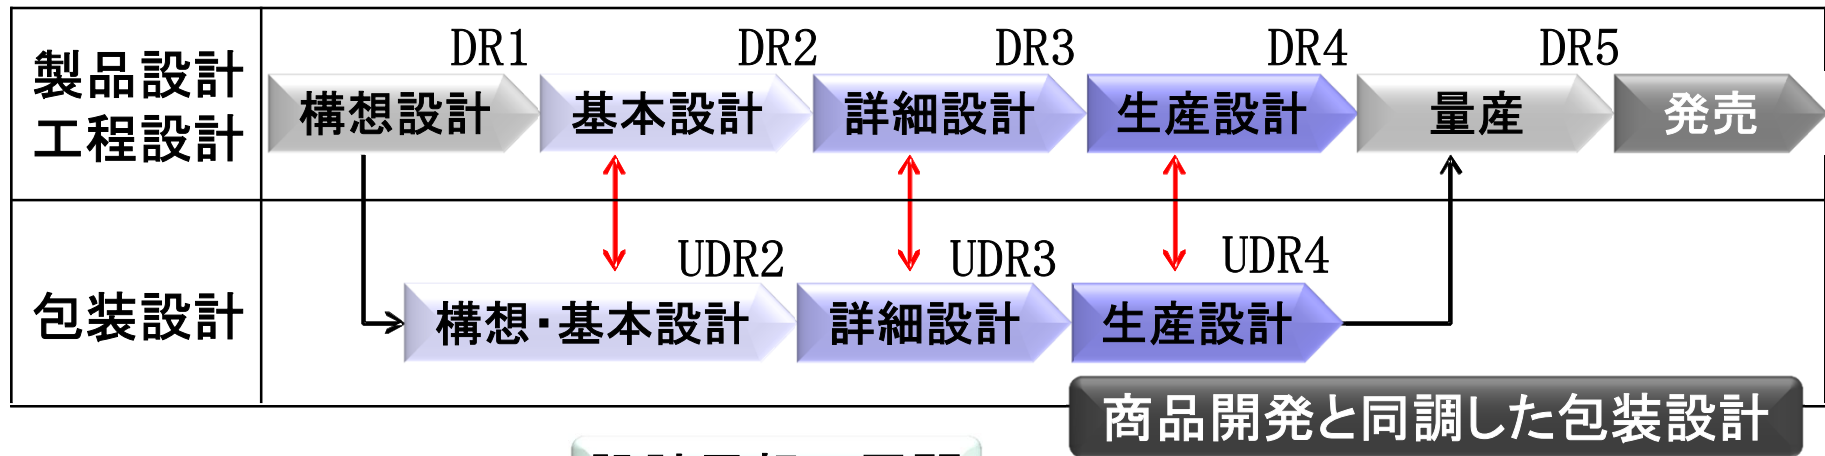 DR1 DR2 DR3 DR4 DR5
製品設計
工程設計
構想設計 基本設計 詳細設計 生産設計 量産 発売
UDR2 UDR3 UDR4
包装設計
構想・基本設計 詳細設計 生産設計
商品開発と同調した包装設計